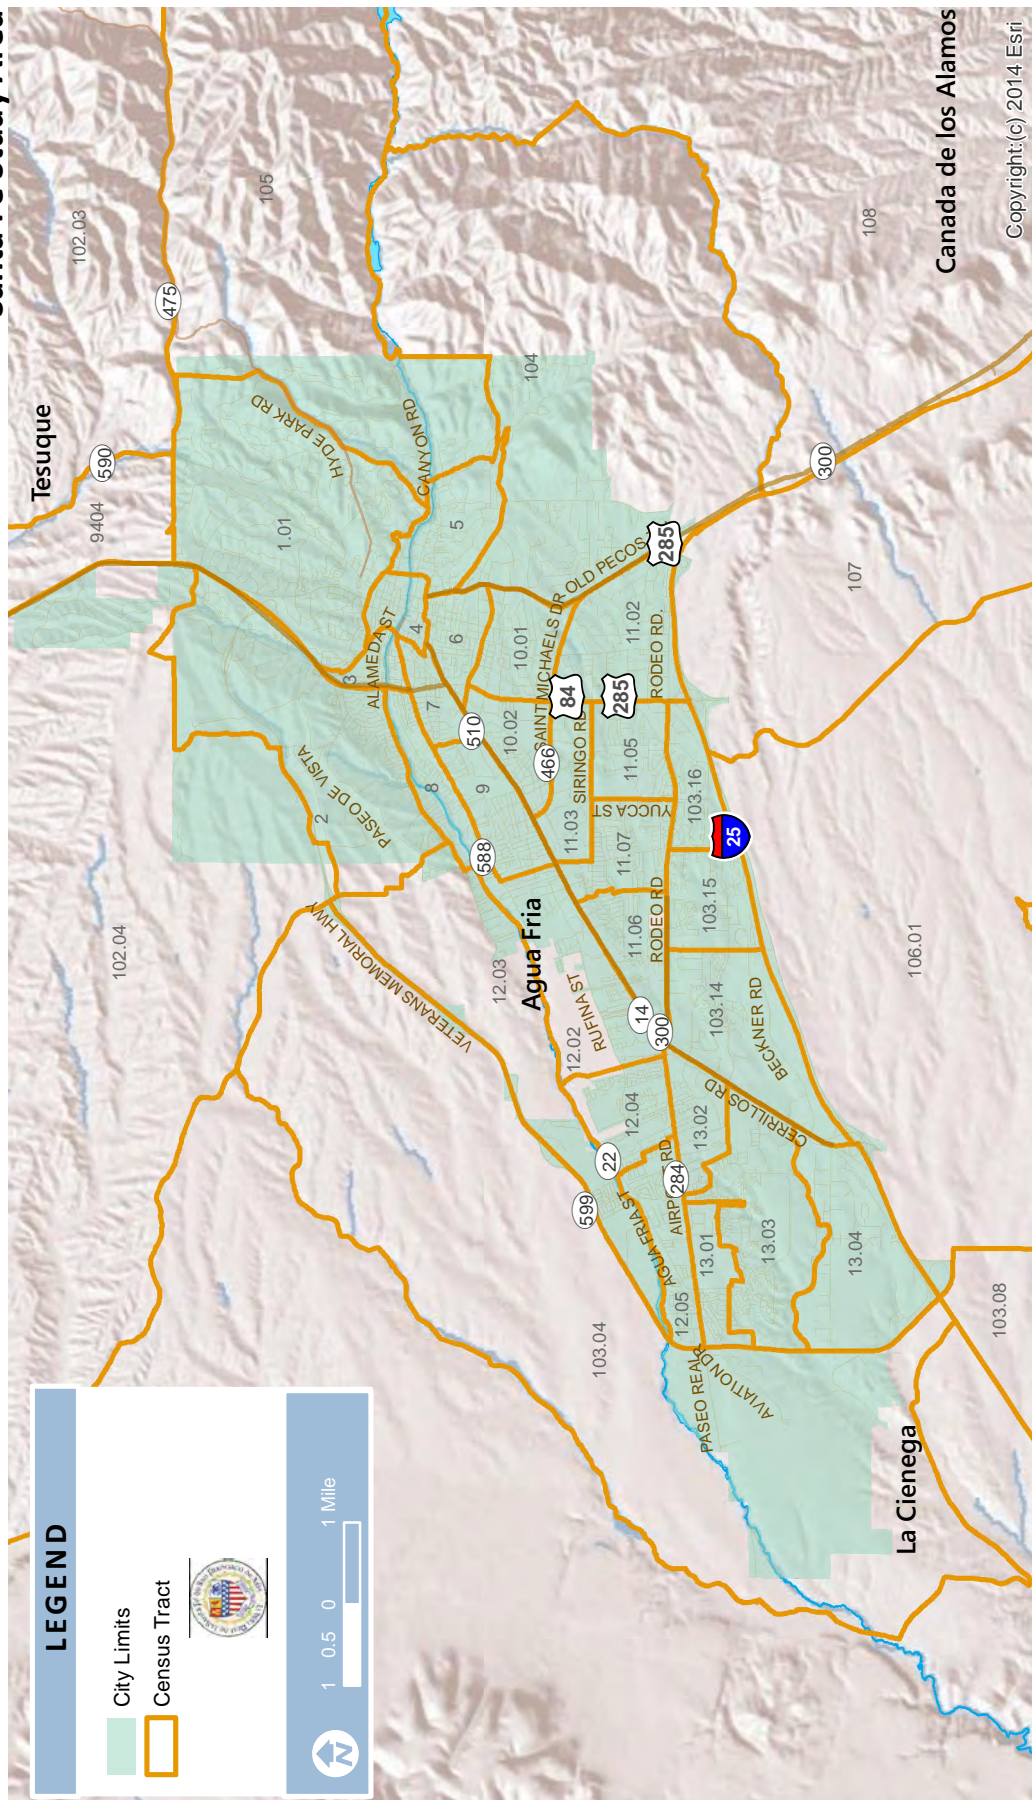 Santa Fe Study Area
LEGEND
City Limits
Census Tract
1 0.5 0 1 Mile
N
Tesuque
Agua Fria
La Cienega
Canada de los Alamos
Copyright:(c) 2014 Esri
102.03
105
475
590
9404
1.01
HYDE PARK RD
CANYON RD
104
5
108
300
107
285
OLD PECOS
3
ALAMEDA ST
4
6
10.01
SAINT MICHAELS DR
11.02
RODEO RD.
84
285
7
510
10.02
466
SIRINGO RD
11.05
YUCCA ST
103.16
25
2
PASEO DE VISTA
8
9
588
11.03
11.07
103.15
106.01
102.04
VETERANS MEMORIAL HWY
12.03
12.02
RUFINA ST
11.06
RODEO RD
14
300
103.14
BECKNER RD
CERRILLOS RD
12.04
13.02
22
599
AGUA FRIA ST
284
13.01
13.03
13.04
12.05
103.04
PASEO REAL
AVIATION DR
103.08